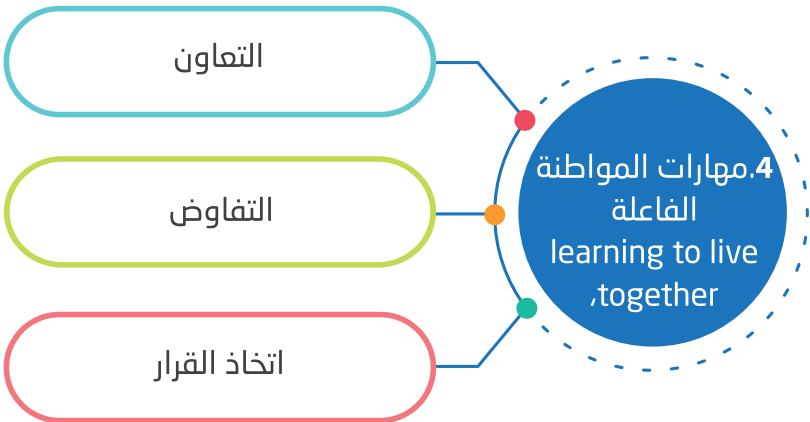 4.مهارات المواطنة
الفاعلة
learning to live
،together
التعاون
التفاوض
اتخاذ القرار